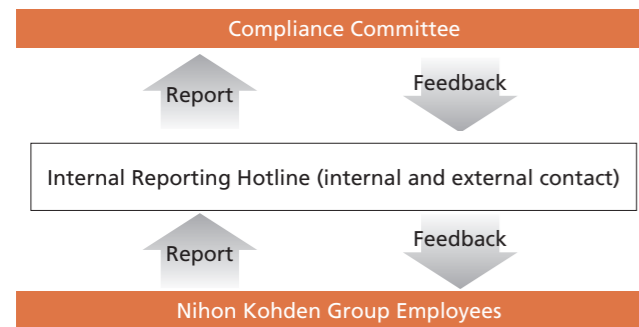 Compliance Committee
Report
Feedback
Internal Reporting Hotline (internal and external contact)
Report
Feedback
Nihon Kohden Group Employees